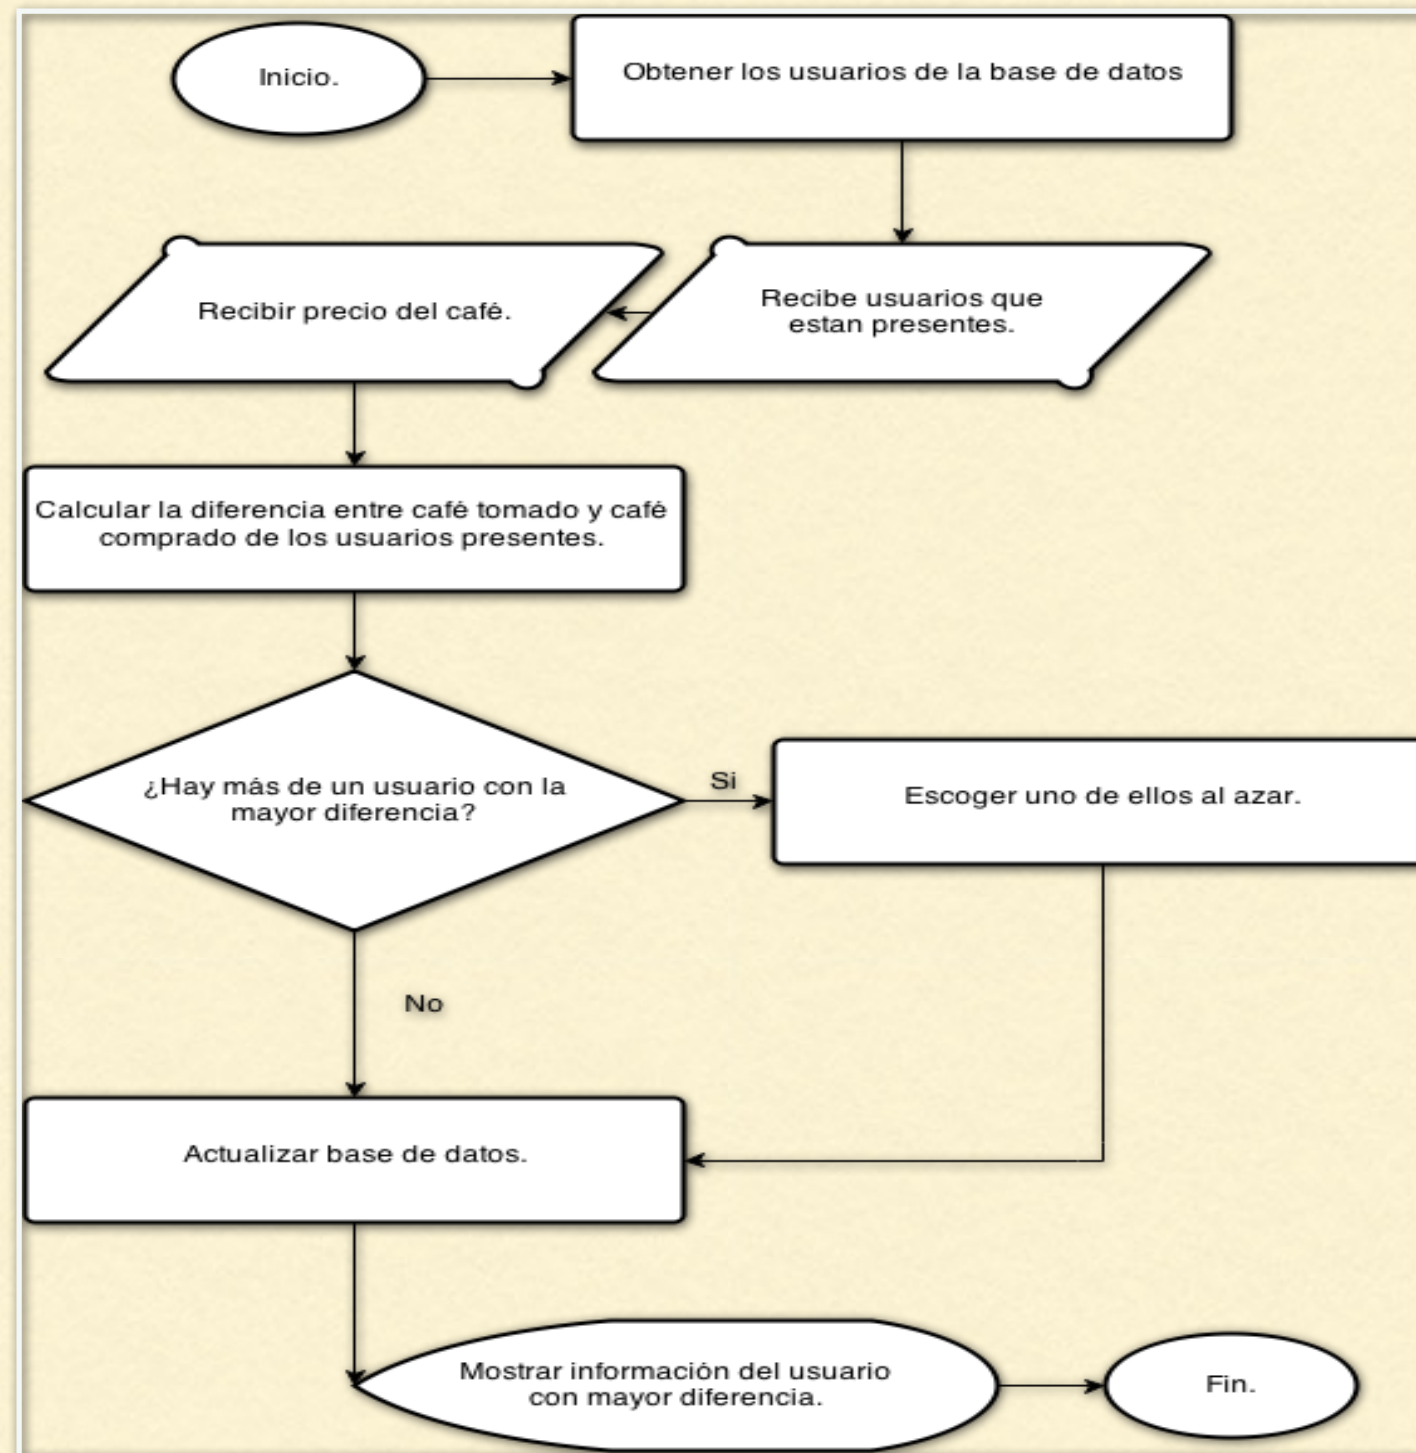 Inicio.
Obtener los usuarios de la base de datos
Recibe usuarios que
estan presentes.
Recibir precio del café.
Calcular la diferencia entre café tomado y café
comprado de los usuarios presentes.
¿Hay más de un usuario con la
mayor diferencia?
Si
Escoger uno de ellos al azar.
No
Actualizar base de datos.
Mostrar información del usuario
con mayor diferencia.
Fin.